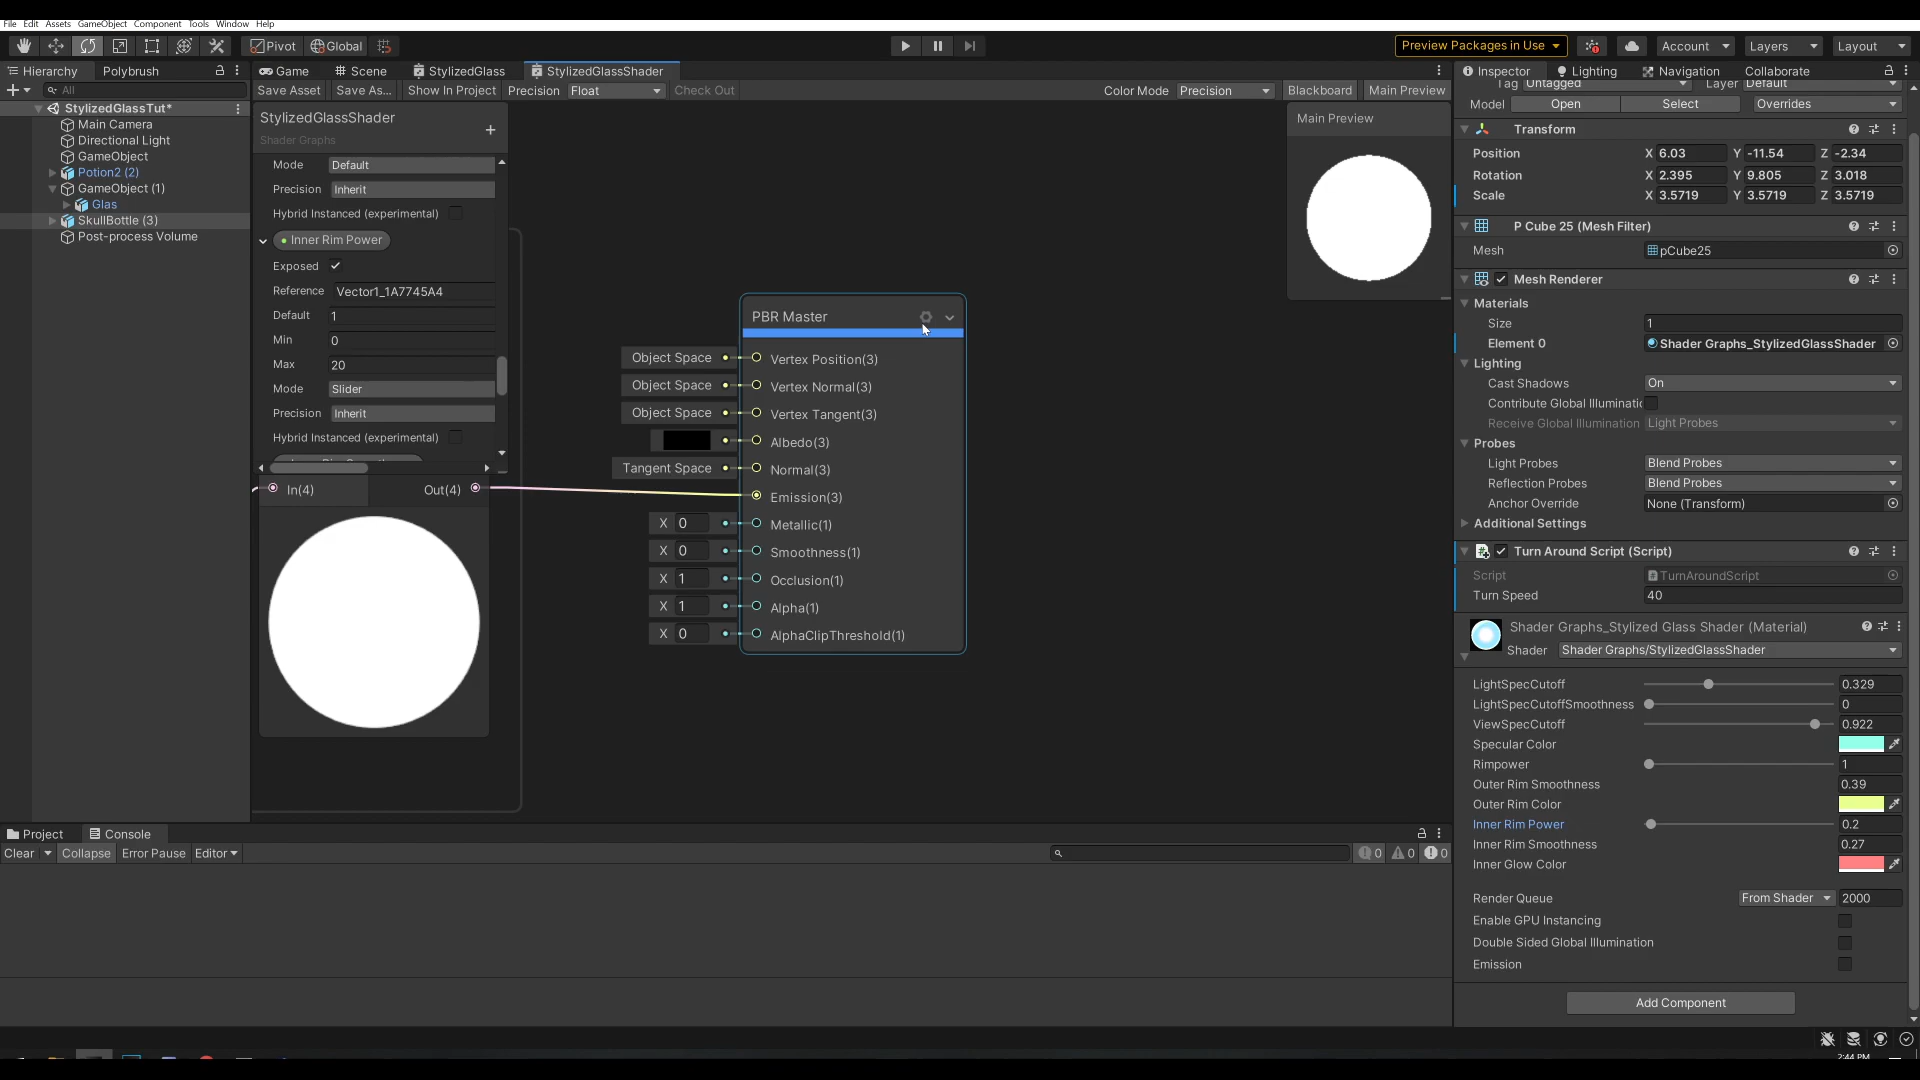 File Edit Assets GameObject Component Tools Window Help
Pivot Global
Preview Packages in Use Account Layers Layout
Hierarchy Polybrush
All
StylizedGlassTut*
Main Camera
Directional Light
GameObject
Potion2 (2)
GameObject (1)
Glas
SkullBottle (3)
Post-process Volume
Game Scene StylizedGlass StylizedGlassShader
Save Asset Save As... Show In Project Precision Float Check Out Color Mode Precision Blackboard Main Preview
StylizedGlassShader
Shader Graphs
Mode Default
Precision Inherit
Hybrid Instanced (experimental)
Inner Rim Power
Exposed
Reference Vector1_1A7745A4
Default 1
Min 0
Max 20
Mode Slider
Precision Inherit
Hybrid Instanced (experimental)
In(4) Out(4)
PBR Master
Object Space Vertex Position(3)
Object Space Vertex Normal(3)
Object Space Vertex Tangent(3)
Albedo(3)
Tangent Space Normal(3)
Emission(3)
X 0 Metallic(1)
X 0 Smoothness(1)
X 1 Occlusion(1)
X 1 Alpha(1)
X 0 AlphaClipThreshold(1)
Main Preview
Project Console
Clear Collapse Error Pause Editor
0 0 0
Inspector Lighting Navigation Collaborate
Tag Untagged Layer Default
Model Open Select Overrides
Transform
Position X 6.03 Y -11.54 Z -2.34
Rotation X 2.395 Y 9.805 Z 3.018
Scale X 3.5719 Y 3.5719 Z 3.5719
P Cube 25 (Mesh Filter)
Mesh pCube25
Mesh Renderer
Materials
Size 1
Element 0 Shader Graphs_StylizedGlassShader
Lighting
Cast Shadows On
Contribute Global Illuminati
Receive Global Illumination Light Probes
Probes
Light Probes Blend Probes
Reflection Probes Blend Probes
Anchor Override None (Transform)
Additional Settings
Turn Around Script (Script)
Script TurnAroundScript
Turn Speed 40
Shader Graphs_Stylized Glass Shader (Material)
Shader Shader Graphs/StylizedGlassShader
LightSpecCutoff 0.329
LightSpecCutoffSmoothness 0
ViewSpecCutoff 0.922
Specular Color
Rimpower 1
Outer Rim Smoothness 0.39
Outer Rim Color
Inner Rim Power 0.2
Inner Rim Smoothness 0.27
Inner Glow Color
Render Queue From Shader 2000
Enable GPU Instancing
Double Sided Global Illumination
Emission
Add Component
2:44 PM